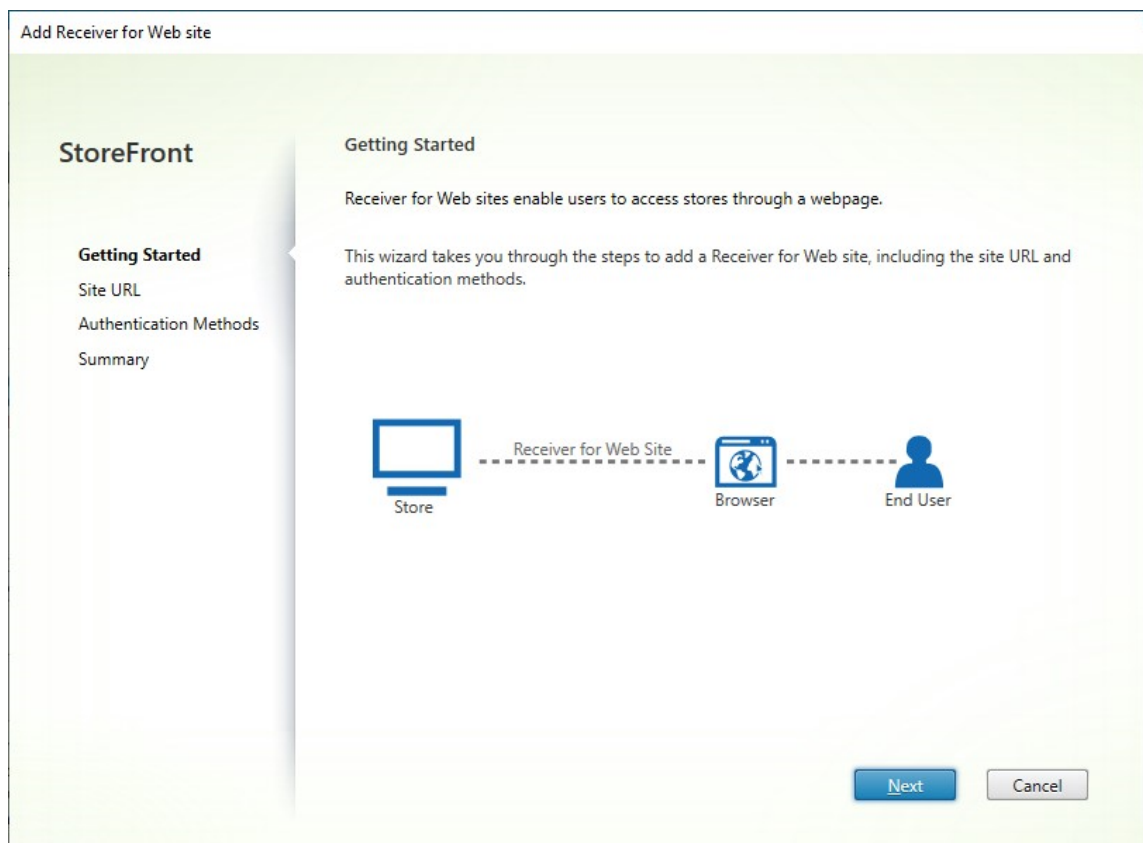 Add Receiver for Web site
StoreFront
Getting Started
Site URL
Authentication Methods
Summary
Getting Started
Receiver for Web sites enable users to access stores through a webpage.
This wizard takes you through the steps to add a Receiver for Web site, including the site URL and
authentication methods.
Receiver for Web Site
Store
Browser
End User
Next
Cancel